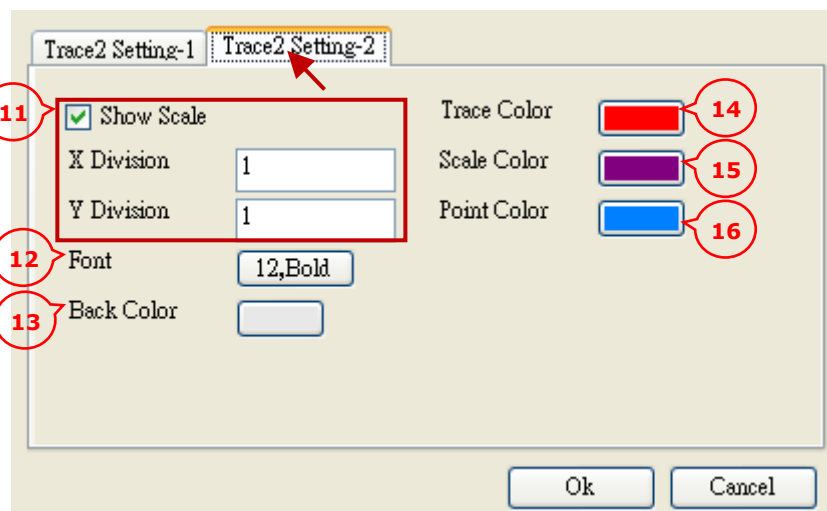 Trace2 Setting-1 Trace2 Setting-2
11 Show Scale Trace Color 14
X Division 1 Scale Color 15
Y Division 1 Point Color 16
12 Font 12,Bold
13 Back Color
Ok Cancel